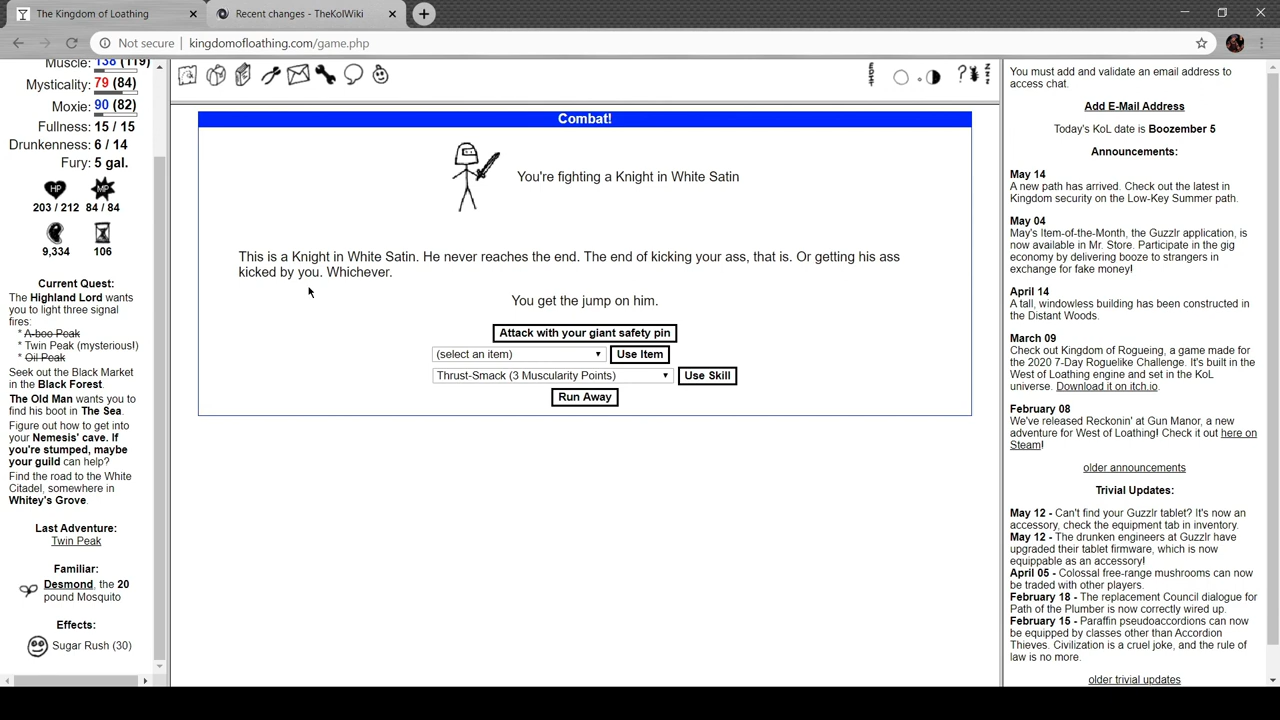 The Kingdom of Loathing
Recent changes - TheKolWiki
Not secure | kingdomofloathing.com/game.php
Muscle: 138 (119)
Mysticality: 79 (84)
Moxie: 90 (82)
Fullness: 15 / 15
Drunkenness: 6 / 14
Fury: 5 gal.
HP MP
203 / 212 84 / 84
9,334 106
Current Quest:
The Highland Lord wants
you to light three signal
fires:
* A-boo Peak
* Twin Peak (mysterious!)
* Oil Peak
Seek out the Black Market
in the Black Forest.
The Old Man wants you to
find his boot in The Sea.
Figure out how to get into
your Nemesis' cave. If
you're stumped, maybe
your guild can help?
Find the road to the White
Citadel, somewhere in
Whitey's Grove.
Last Adventure:
Twin Peak
Familiar:
Desmond, the 20
pound Mosquito
Effects:
Sugar Rush (30)
Combat!
You're fighting a Knight in White Satin
This is a Knight in White Satin. He never reaches the end. The end of kicking your ass, that is. Or getting his ass
kicked by you. Whichever.
You get the jump on him.
Attack with your giant safety pin
(select an item) Use Item
Thrust-Smack (3 Muscularity Points) Use Skill
Run Away
You must add and validate an email address to
access chat.
Add E-Mail Address
Today's KoL date is Boozember 5
Announcements:
May 14
A new path has arrived. Check out the latest in
Kingdom security on the Low-Key Summer path.
May 04
May's Item-of-the-Month, the Guzzlr application, is
now available in Mr. Store. Participate in the gig
economy by delivering booze to strangers in
exchange for fake money!
April 14
A tall, windowless building has been constructed in
the Distant Woods.
March 09
Check out Kingdom of Rogueing, a game made for
the 2020 7-Day Roguelike Challenge. It's built in the
West of Loathing engine and set in the KoL
universe. Download it on itch.io.
February 08
We've released Reckonin' at Gun Manor, a new
adventure for West of Loathing! Check it out here on
Steam!
older announcements
Trivial Updates:
May 12 - Can't find your Guzzlr tablet? It's now an
accessory, check the equipment tab in inventory.
May 12 - The drunken engineers at Guzzlr have
upgraded their tablet firmware, which is now
equippable as an accessory!
April 05 - Colossal free-range mushrooms can now
be traded with other players.
February 18 - The replacement Council dialogue for
Path of the Plumber is now correctly wired up.
February 15 - Paraffin pseudoaccordions can now
be equipped by classes other than Accordion
Thieves. Civilization is a cruel joke, and the rule of
law is no more.
older trivial updates